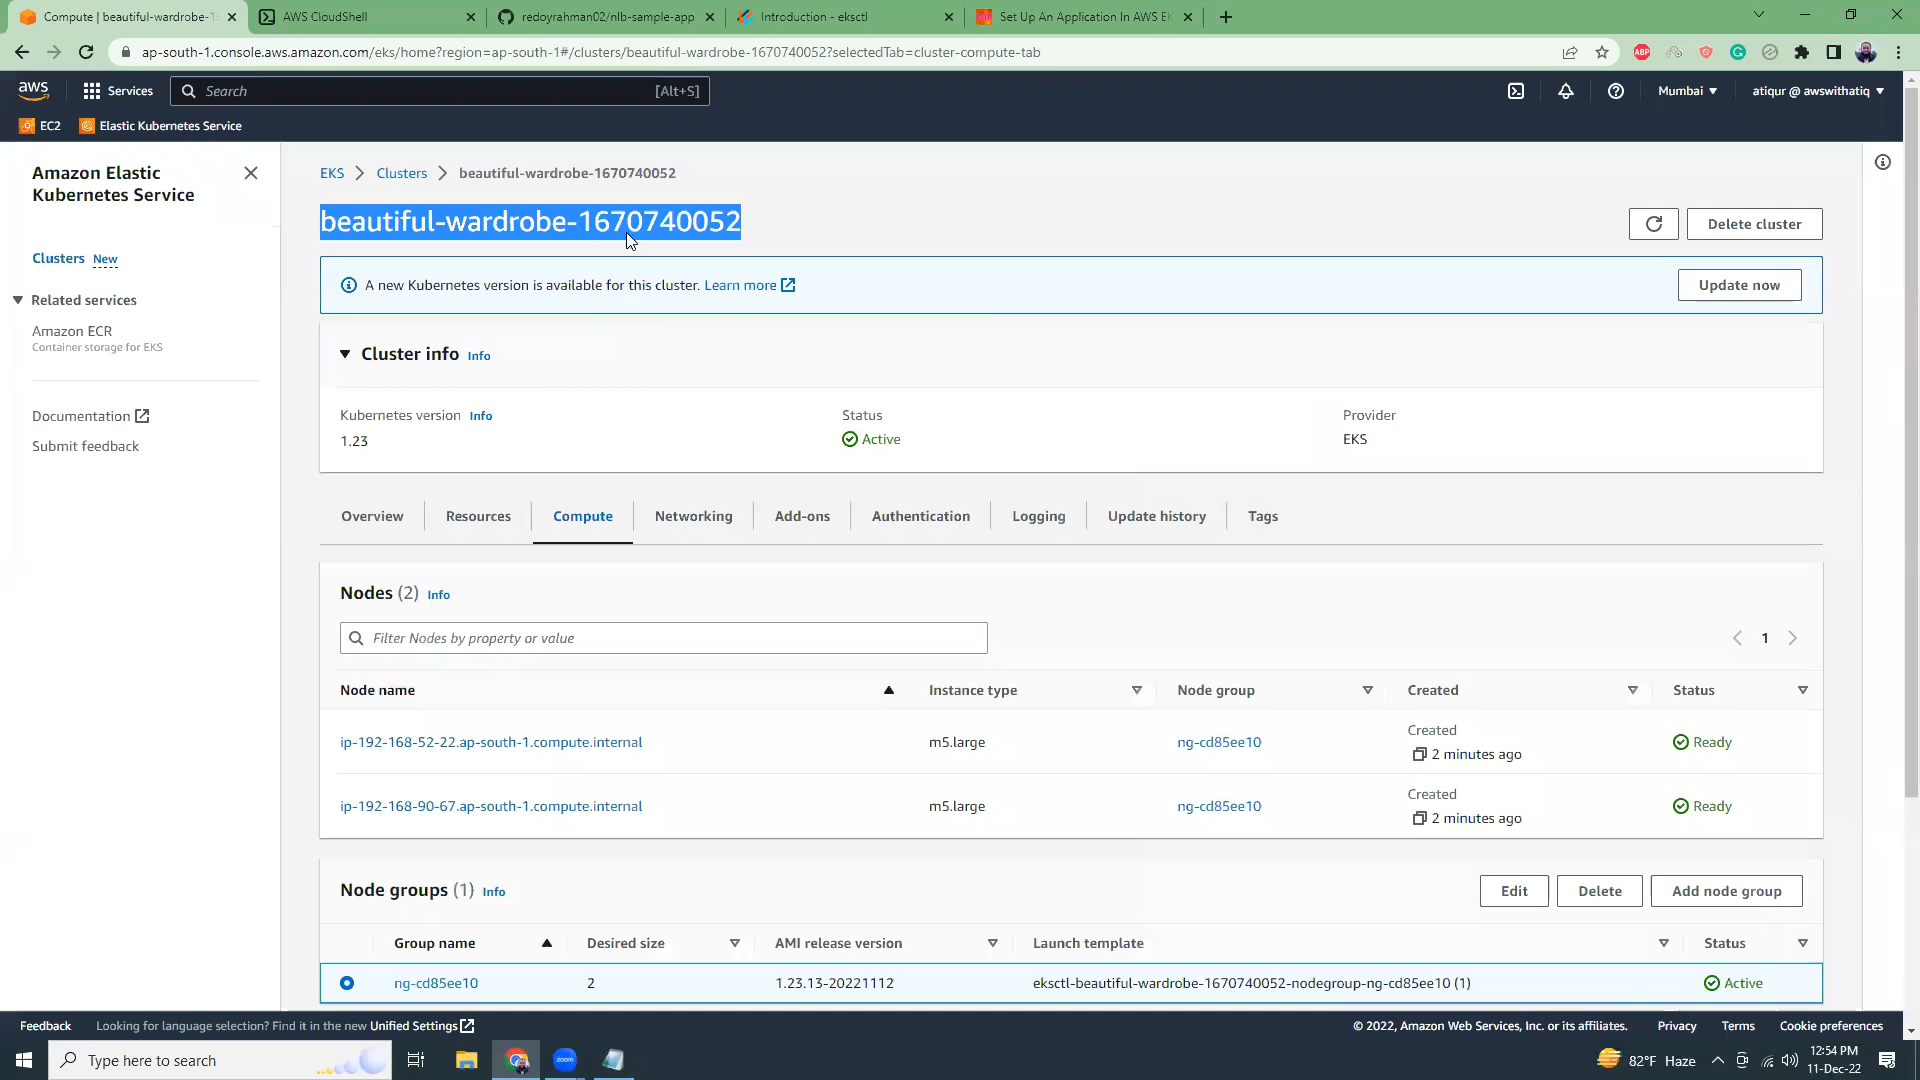 Compute | beautiful-wardrobe-1
AWS CloudShell
redoyrahman02/nlb-sample-app
Introduction - eksctl
Set Up An Application In AWS EK
ap-south-1.console.aws.amazon.com/eks/home?region=ap-south-1#/clusters/beautiful-wardrobe-1670740052?selectedTab=cluster-compute-tab
ABP
aws
Services
Search
[Alt+S]
Mumbai
atiqur @ awswithatiq
EC2
Elastic Kubernetes Service
Amazon Elastic
Kubernetes Service
Clusters New
Related services
Amazon ECR
Container storage for EKS
Documentation
Submit feedback
EKS
Clusters
beautiful-wardrobe-1670740052
beautiful-wardrobe-1670740052
Delete cluster
A new Kubernetes version is available for this cluster. Learn more
Update now
Cluster info Info
Kubernetes version Info
1.23
Status
Active
Provider
EKS
Overview
Resources
Compute
Networking
Add-ons
Authentication
Logging
Update history
Tags
Nodes (2) Info
Filter Nodes by property or value
1
Node name
Instance type
Node group
Created
Status
ip-192-168-52-22.ap-south-1.compute.internal
m5.large
ng-cd85ee10
Created
2 minutes ago
Ready
ip-192-168-90-67.ap-south-1.compute.internal
m5.large
ng-cd85ee10
Created
2 minutes ago
Ready
Node groups (1) Info
Edit
Delete
Add node group
Group name
Desired size
AMI release version
Launch template
Status
ng-cd85ee10
2
1.23.13-20221112
eksctl-beautiful-wardrobe-1670740052-nodegroup-ng-cd85ee10 (1)
Active
Feedback
Looking for language selection? Find it in the new Unified Settings
© 2022, Amazon Web Services, Inc. or its affiliates.
Privacy
Terms
Cookie preferences
Type here to search
zoom
82°F Haze
12:54 PM
11-Dec-22